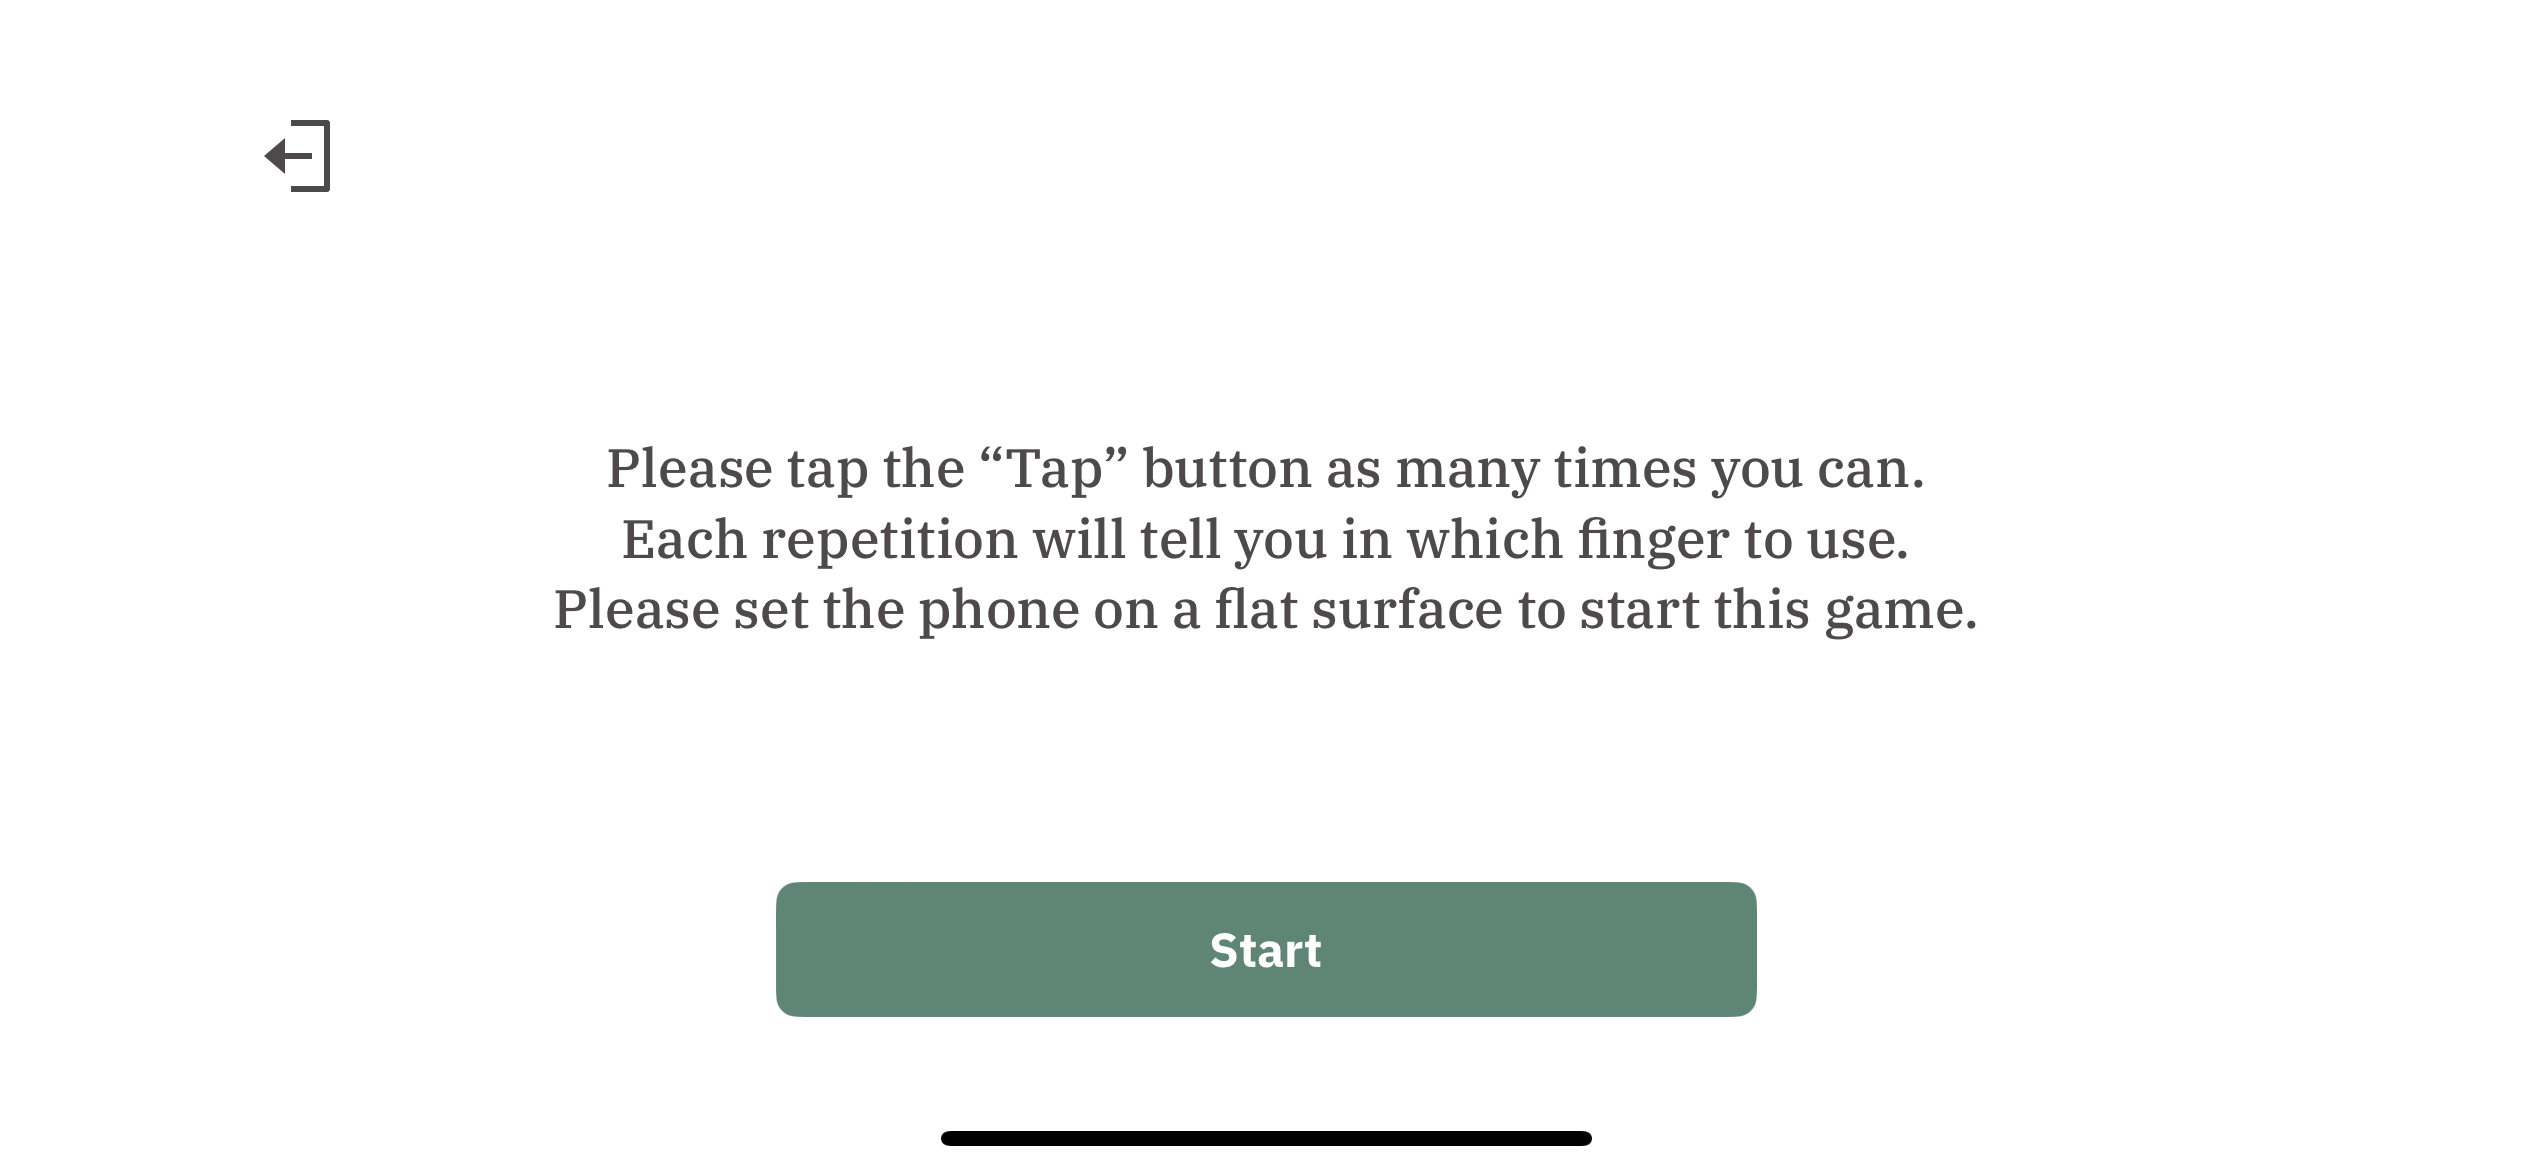 Please tap the “Tap” button as many times you can.
Each repetition will tell you in which finger to use.
Please set the phone on a flat surface to start this game.
Start